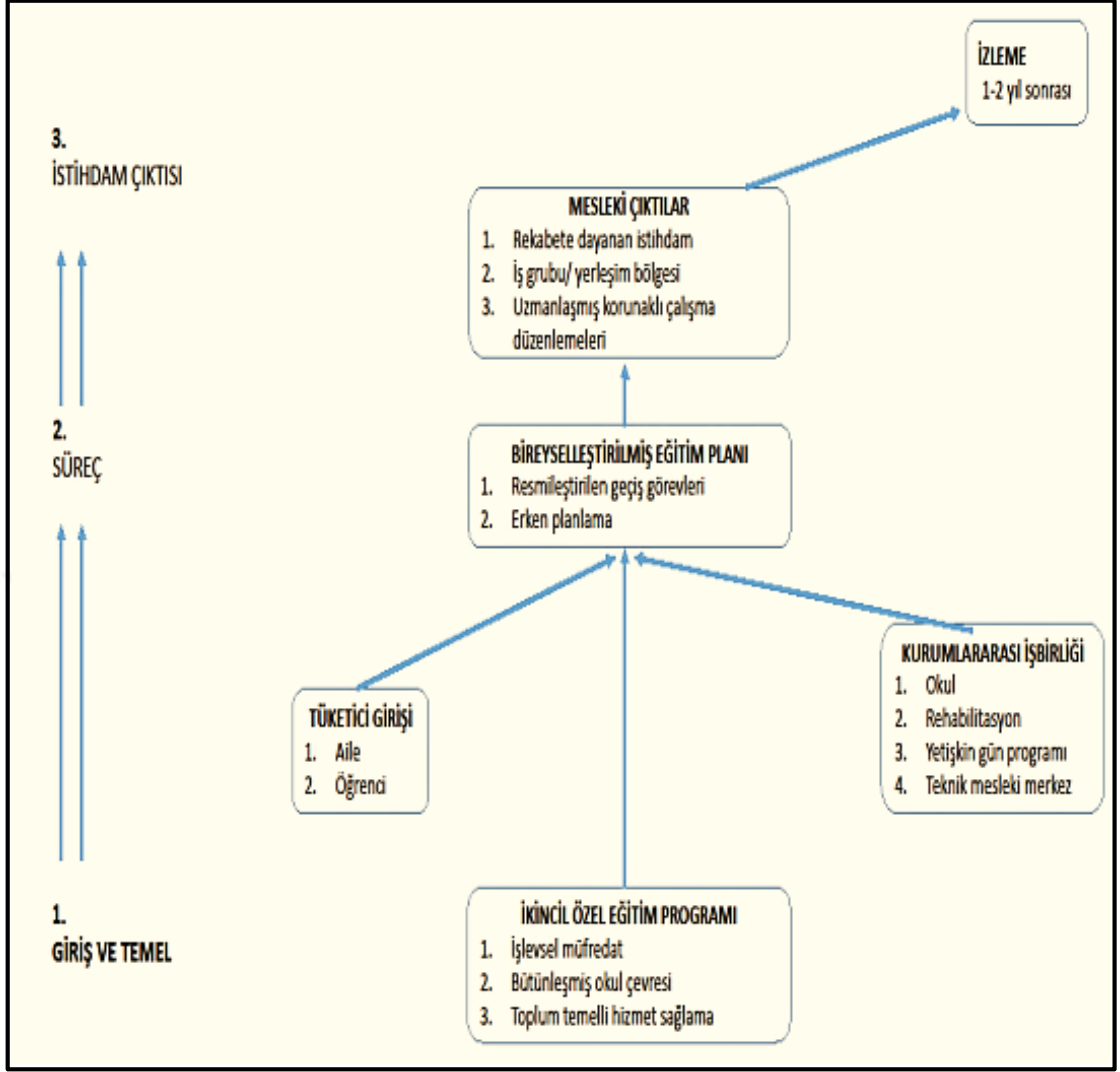 İZLEME
1-2 yıl sonrası
3.
İSTİHDAM ÇIKTISI
MESLEKİ ÇIKTILAR
1. Rekabete dayanan istihdam
2. İş grubu/ yerleşim bölgesi
3. Uzmanlaşmış korunaklı çalışma
düzenlemeleri
2.
SÜREÇ
BİREYSELLEŞTİRİLMİŞ EĞİTİM PLANI
1. Resmileştirilen geçiş görevleri
2. Erken planlama
TÜKETİCİ GİRİŞİ
1. Aile
2. Öğrenci
KURUMLARARASI İŞBİRLİĞİ
1. Okul
2. Rehabilitasyon
3. Yetişkin gün programı
4. Teknik mesleki merkez
1.
GİRİŞ VE TEMEL
İKİNCİL ÖZEL EĞİTİM PROGRAMI
1. İşlevsel müfredat
2. Bütünleşmiş okul çevresi
3. Toplum temelli hizmet sağlama